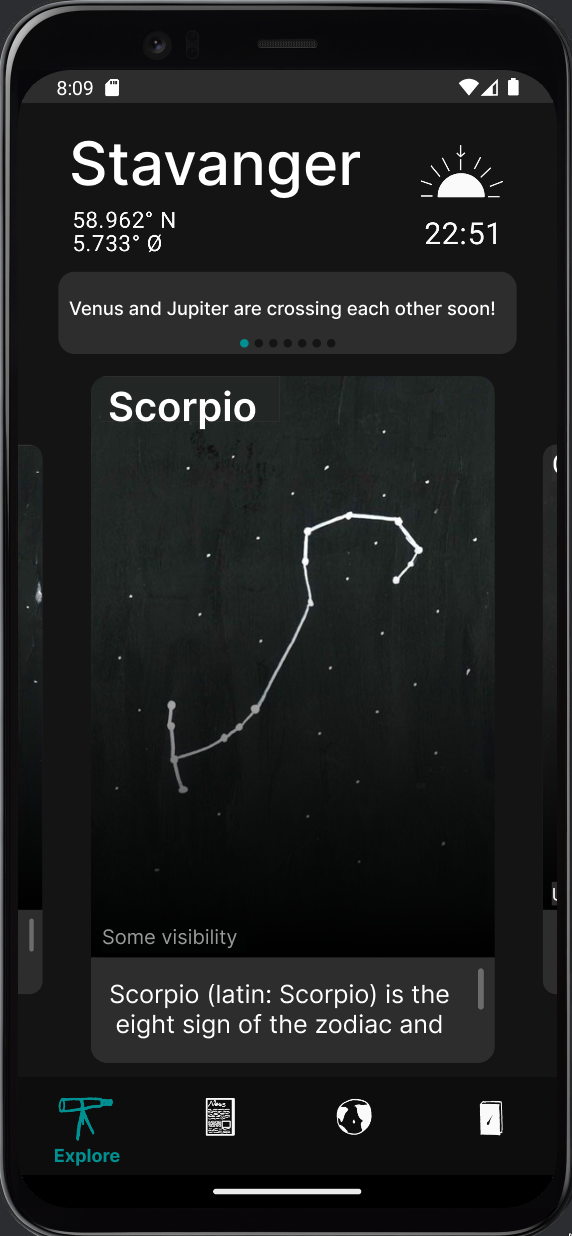 8:09
Stavanger
58.962° N
5.733° Ø
22:51
Venus and Jupiter are crossing each other soon!
Scorpio
Some visibility
Scorpio (latin: Scorpio) is the
eight sign of the zodiac and
News
Explore